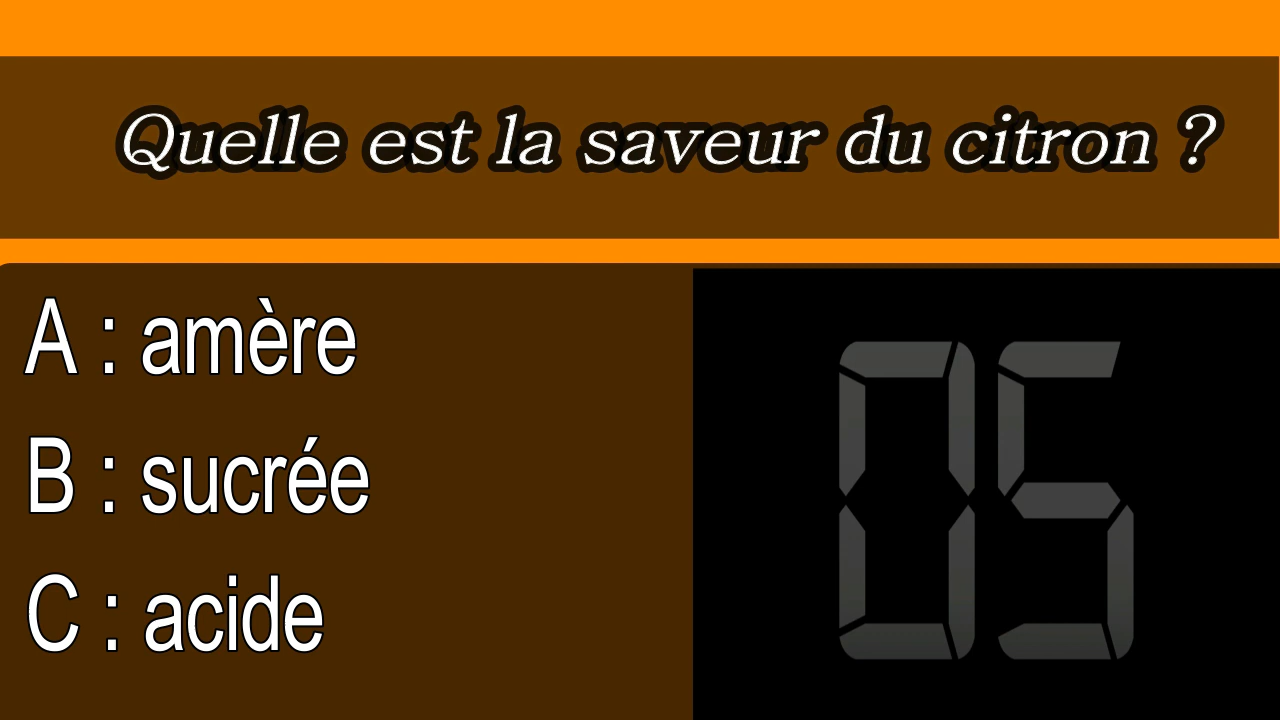 Quelle est la saveur du citron ?
A : amère
B : sucrée
C : acide
05